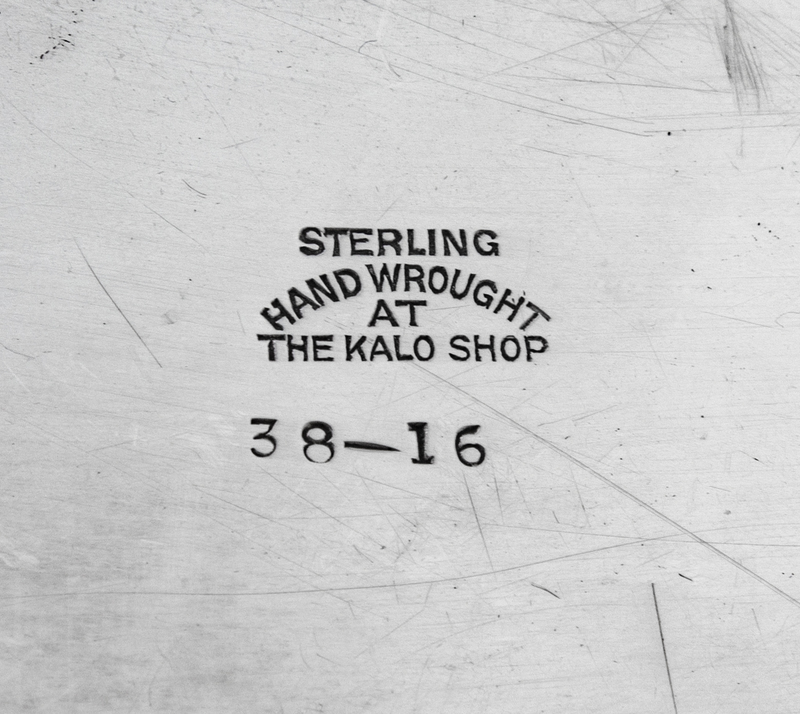 STERLING
HAND WROUGHT
AT
THE KALO SHOP
38-16